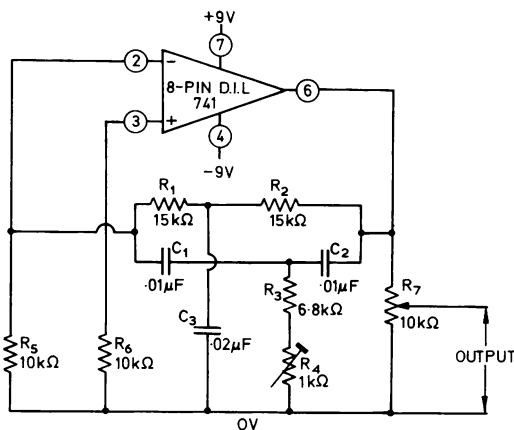 +9V
7
2
-
8-PIN D.I.L
741
6
3
+
4
-9V
R1
15kΩ
R2
15kΩ
C1
·01µF
C2
·01µF
R3
6·8kΩ
R7
10kΩ
C3
·02µF
R5
10kΩ
R6
10kΩ
R4
1kΩ
OUTPUT
0V